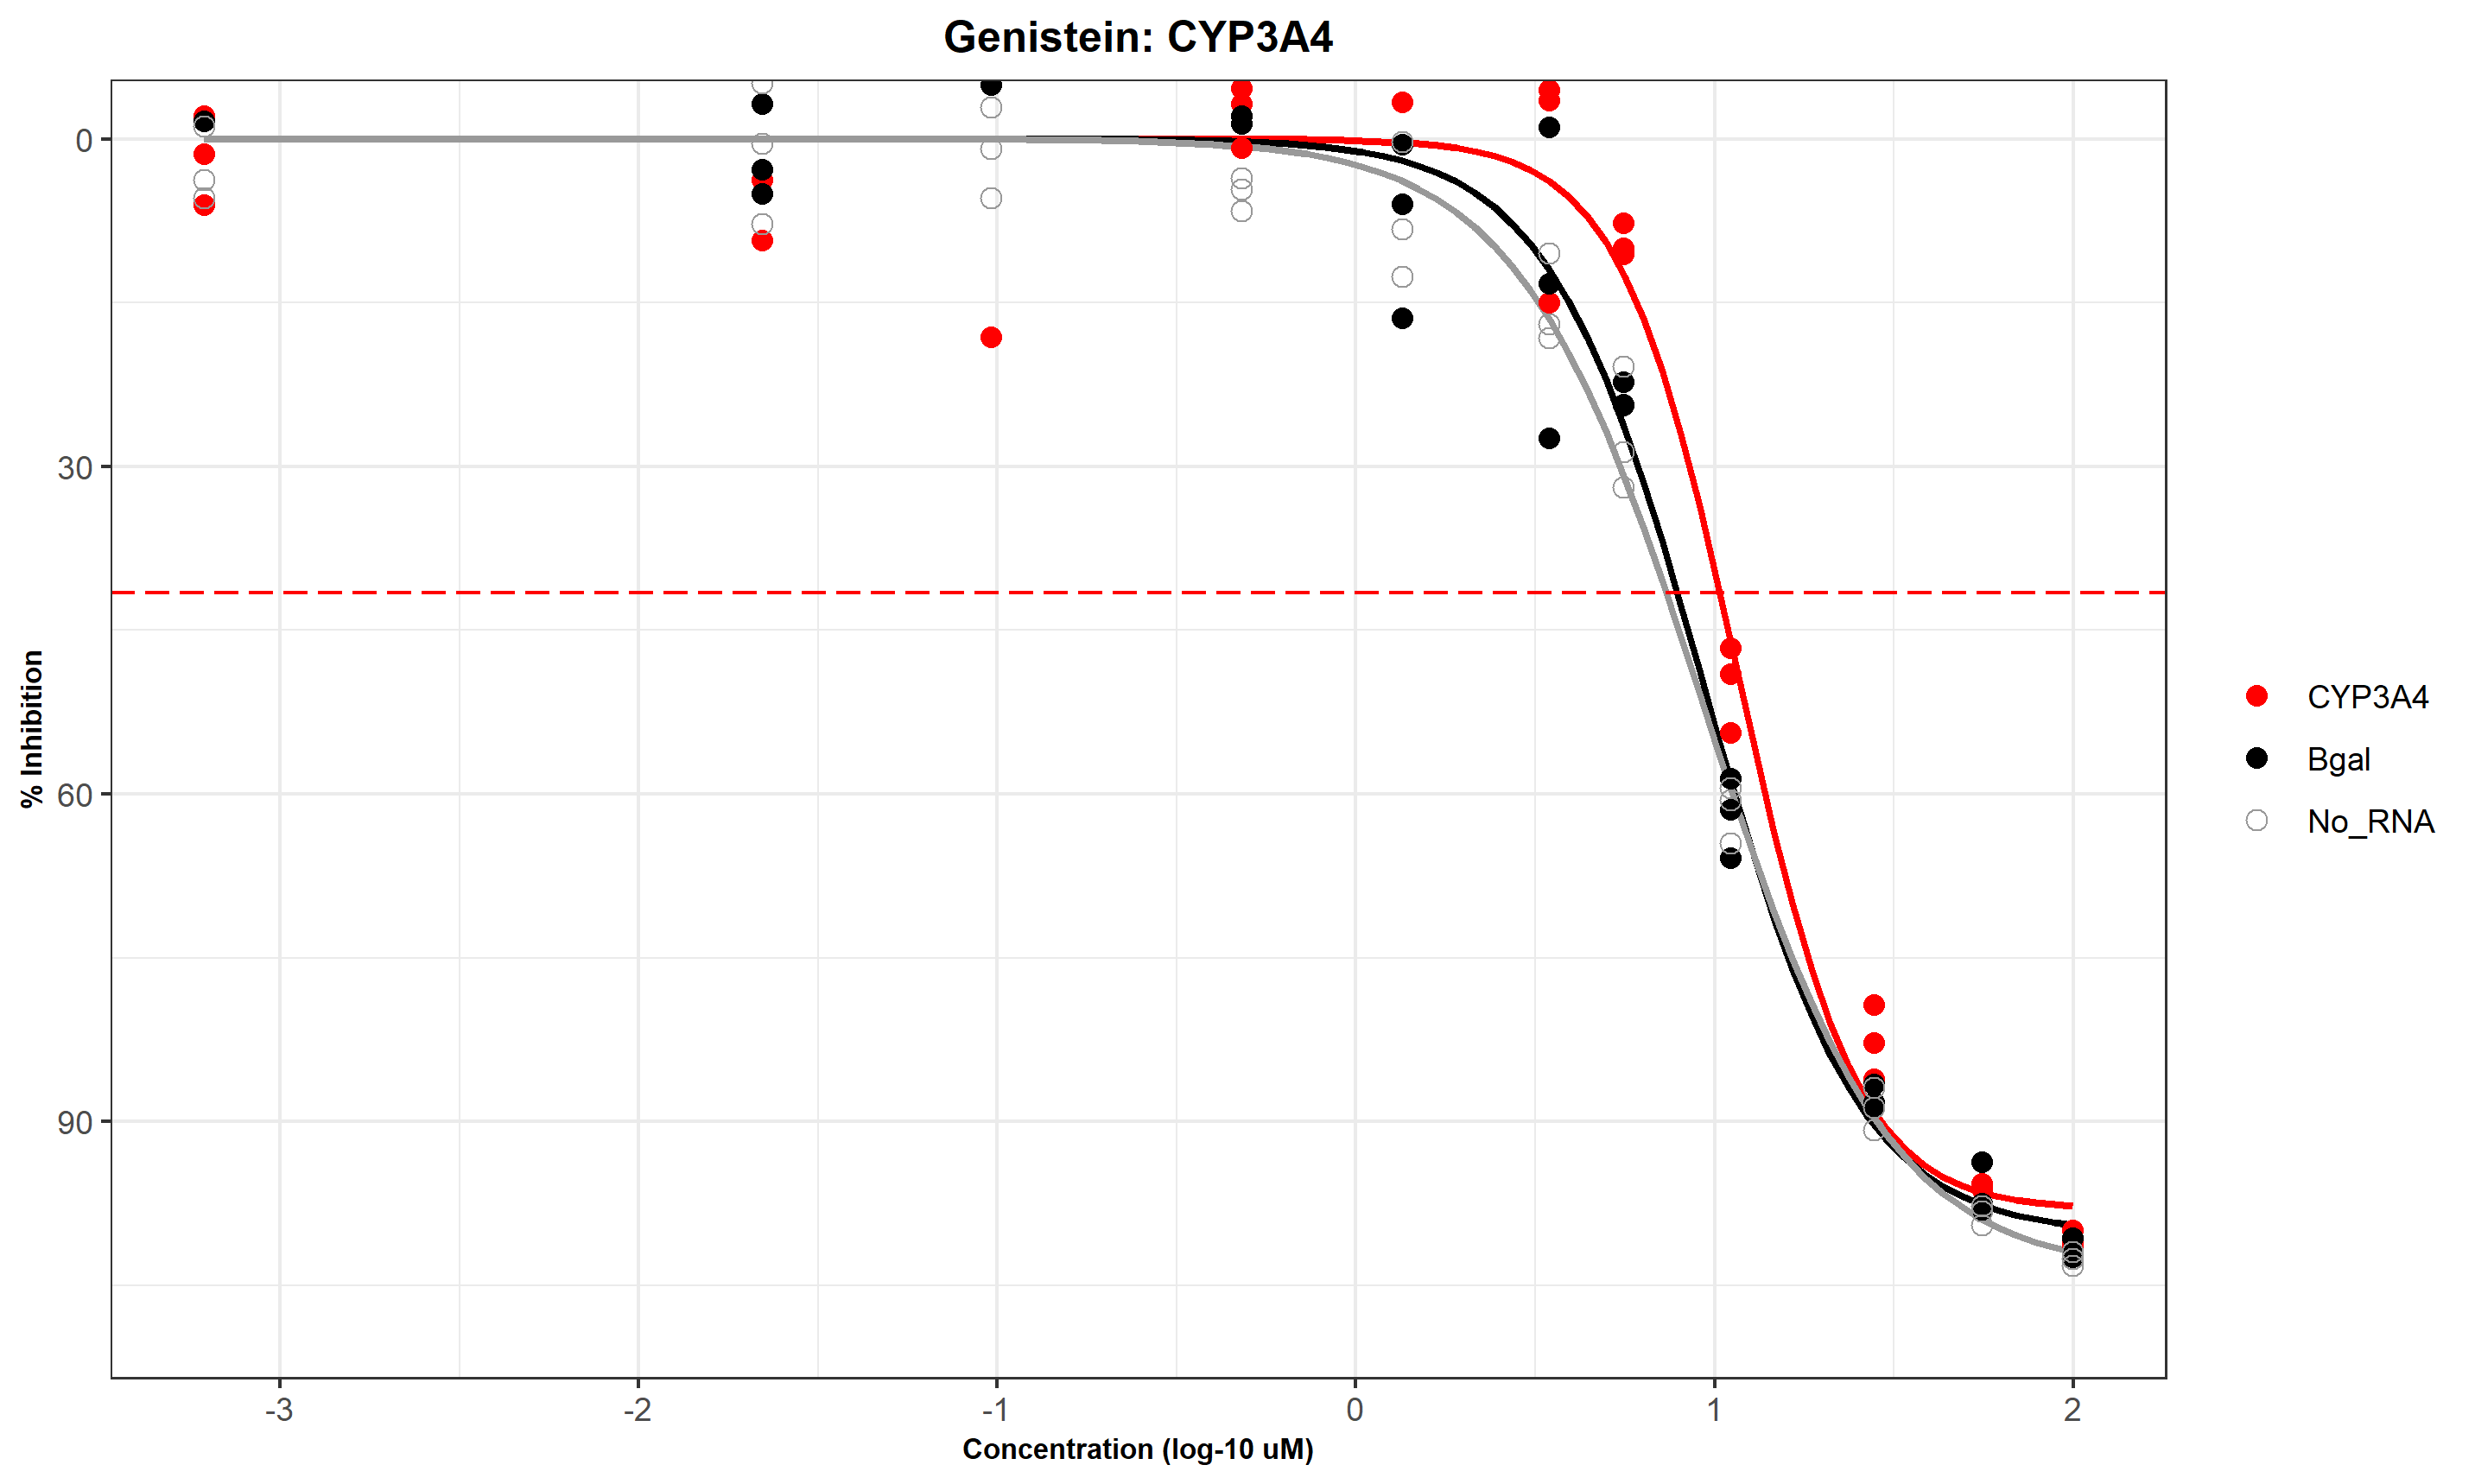 Genistein: CYP3A4
% Inhibition
0
30
60
90
-3
-2
-1
0
1
2
Concentration (log-10 uM)
CYP3A4
Bgal
No_RNA